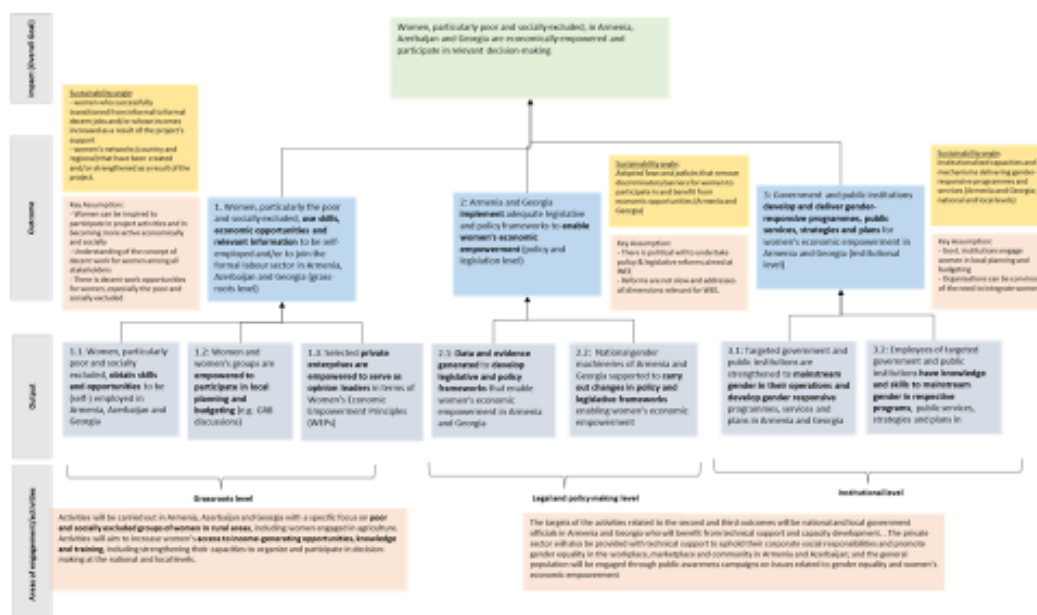 Impact (Overall Goal)
Women, particularly poor and socially-excluded, in Armenia,
Azerbaijan and Georgia are economically-empowered and
participate in relevant decision-making
Sustainability angle:
- women who successfully
transitioned from informal to formal
decent jobs and/or whose incomes
increased as a result of the project's
support
- women's networks (country and
regional) that have been created
and/or strengthened as a result of the
project.
Outcome
Key Assumption:
- Women can be inspired to
participate in project activities and in
becoming more active economically
and socially
- Understanding of the concept of
decent work for women among all
stakeholders
- There is decent work opportunities
for women, especially the poor and
socially excluded
1. Women, particularly the poor
and socially-excluded, use skills,
economic opportunities and
relevant information to be self-
employed and/or to join the
formal labour sector in Armenia,
Azerbaijan and Georgia (grass-
roots level)
2: Armenia and Georgia
implement adequate legislative
and policy frameworks to enable
women's economic
empowerment (policy and
legislation level)
Sustainability angle:
Adopted laws and policies that remove
discriminatory barriers for women to
participate in and benefit from
economic opportunities (Armenia and
Georgia)
Key Assumption:
- There is political will to undertake
policy & legislative reforms aimed at
WEE
- Reforms are not slow and addresses
all dimensions relevant for WEE.
3: Government and public institutions
develop and deliver gender-
responsive programmes, public
services, strategies and plans for
women's economic empowerment in
Armenia and Georgia (institutional
level)
Sustainability angle:
Institutionalized capacities and
mechanisms delivering gender-
responsive programmes and
services (Armenia and Georgia:
national and local levels)
Key Assumption:
- Govt. institutions engage
women in local planning and
budgeting
- Organisations can be convinced
of the need to integrate women
Output
1.1: Women, particularly
poor and socially
excluded, obtain skills
and opportunities to be
(self-) employed in
Armenia, Azerbaijan and
Georgia
1.2: Women and
women's groups are
empowered to
participate in local
planning and
budgeting (e.g. GRB
discussions)
Selected private
enterprises are
empowered to serve as
opinion leaders in terms of
Women's Economic
Empowerment Principles
(WEPs)
Data and evidence
generated to develop
legislative and policy
frameworks that enable
women's economic
empowerment in Armenia
and Georgia
2.2: National gender
machineries of Armenia and
Georgia supported to carry
out changes in policy and
legislative frameworks
enabling women's economic
empowerment
3.1: Targeted government and
public institutions are
strengthened to mainstream
gender in their operations and
develop gender responsive
programmes, services and
plans in Armenia and Georgia
3.2: Employees of targeted
government and public
institutions have knowledge
and skills to mainstream
gender in respective
programs, public services,
strategies and plans in
Areas of engagement/activities
Grassroots level
Legal and policy-making level
Institutional level
Activities will be carried out in Armenia, Azerbaijan and Georgia with a specific focus on poor
and socially excluded groups of women in rural areas, including women engaged in agriculture.
Activities will aim to increase women's access to income-generating opportunities, knowledge
and training, including strengthening their capacities to organize and participate in decision-
making at the national and local levels.
The targets of the activities related to the second and third outcomes will be national and local government
officials in Armenia and Georgia who will benefit from technical support and capacity development. . The private
sector will also be provided with technical support to uphold their corporate social responsibilities and promote
gender equality in the workplace, marketplace and community in Armenia and Azerbaijan; and the general
population will be engaged through public awareness campaigns on issues related to gender equality and women's
economic empowerment